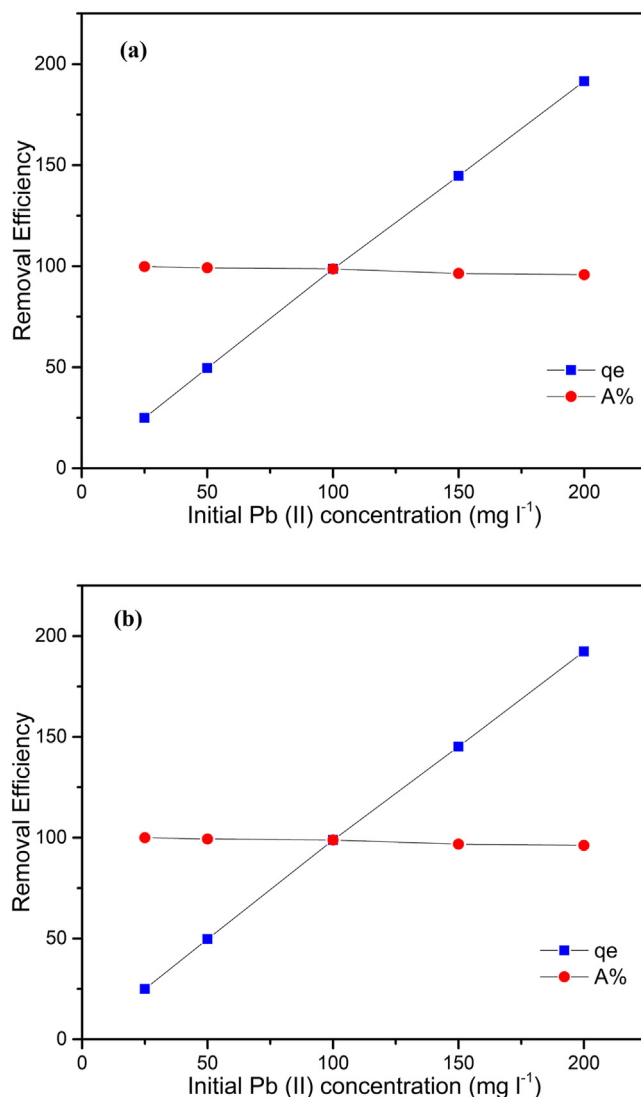 (a)
Removal Efficiency
200
150
100
50
0
qe
A%
0 50 100 150 200
Initial Pb (II) concentration (mg l⁻¹)
(b)
Removal Efficiency
200
150
100
50
0
qe
A%
0 50 100 150 200
Initial Pb (II) concentration (mg l⁻¹)